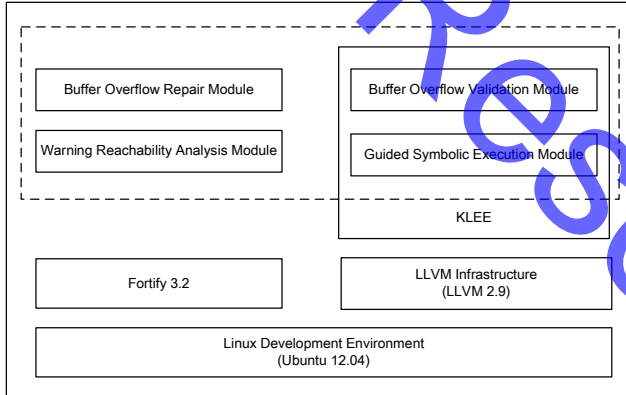 Buffer Overflow Repair Module
Buffer Overflow Validation Module
Warning Reachability Analysis Module
Guided Symbolic Execution Module
KLEE
Fortify 3.2
LLVM Infrastructure
(LLVM 2.9)
Linux Development Environment
(Ubuntu 12.04)